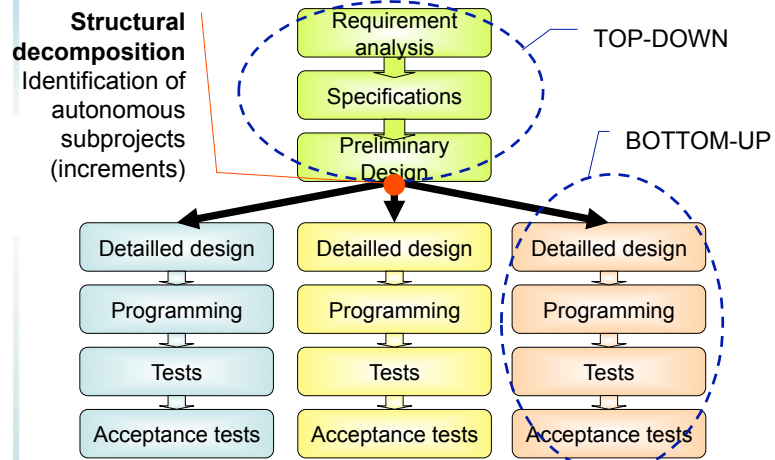 Structural
decomposition
Identification of
autonomous
subprojects
(increments)
Requirement
analysis
Specifications
Preliminary
Design
TOP-DOWN
BOTTOM-UP
Detailled design
Programming
Tests
Acceptance tests
Detailled design
Programming
Tests
Acceptance tests
Detailled design
Programming
Tests
Acceptance tests